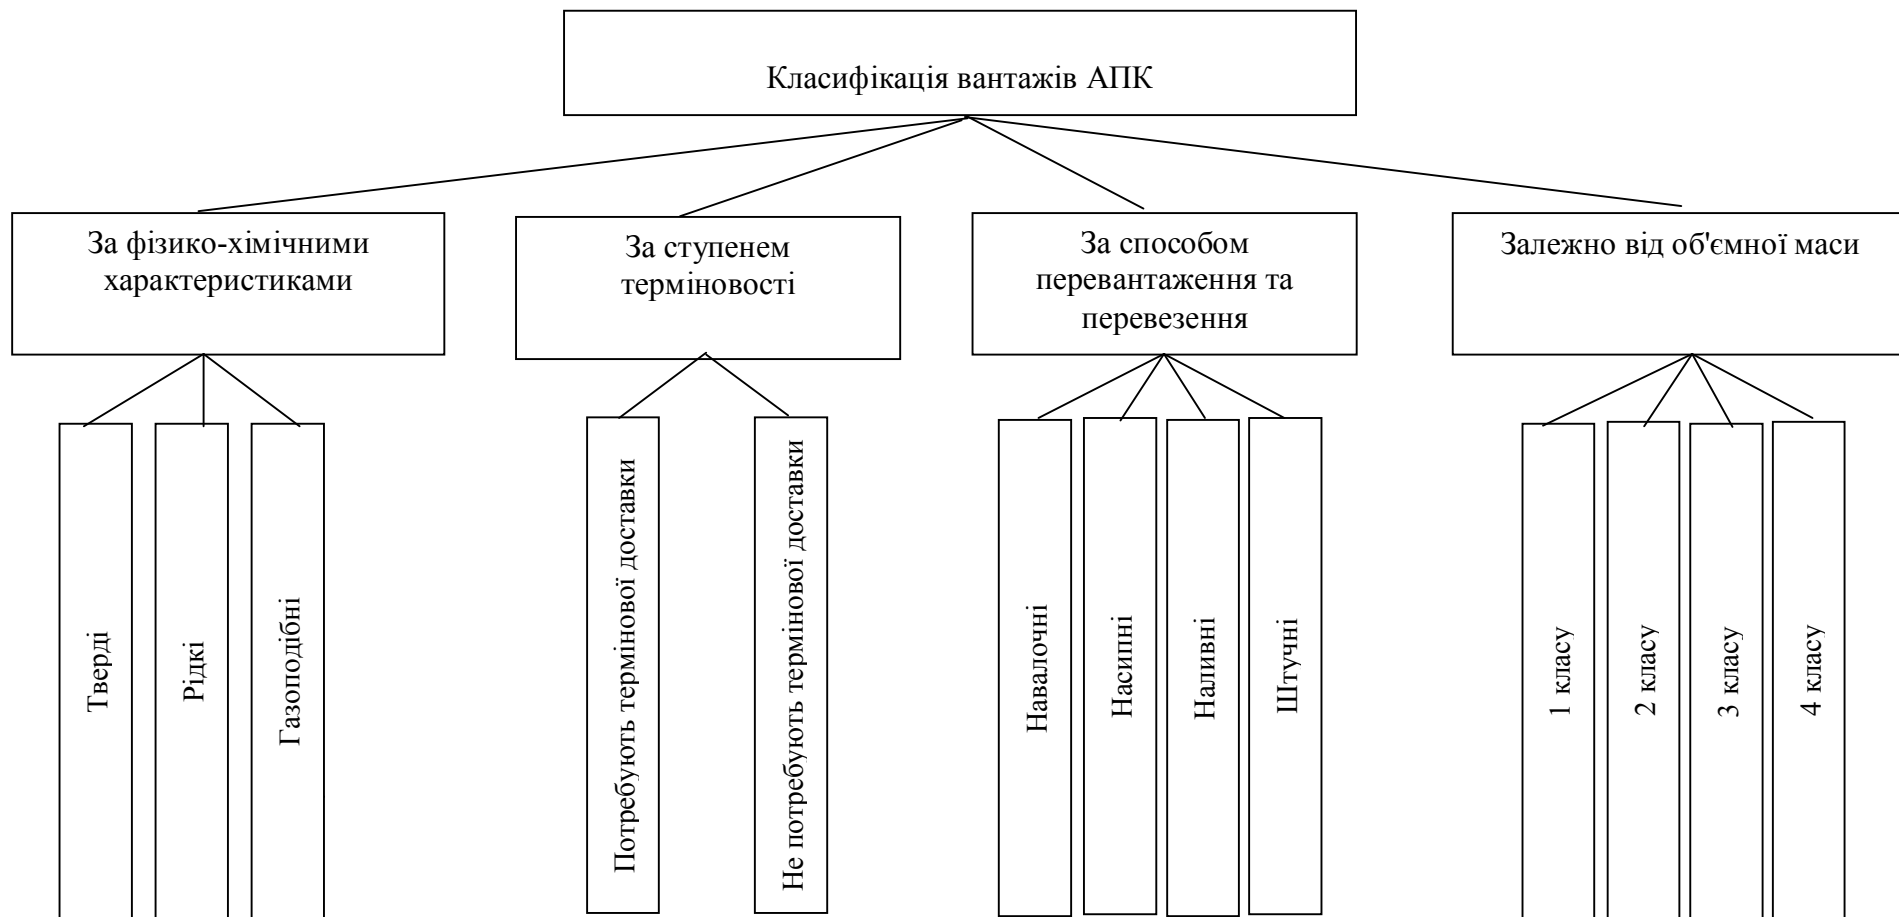 Класифікація вантажів АПК
За фізико-хімічними
характеристиками
За ступенем
терміновості
За способом
перевантаження та
перевезення
Залежно від об'ємної маси
Тверді
Рідкі
Газоподібні
Потребують термінової доставки
Не потребують термінової доставки
Навалочні
Насипні
Наливні
Штучні
1 класу
2 класу
3 класу
4 класу